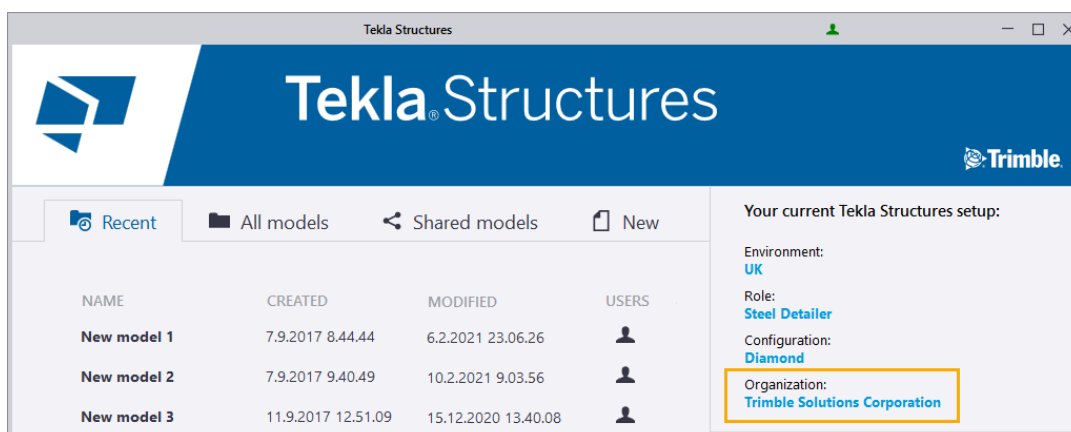 Tekla Structures
Tekla® Structures
Trimble.
Recent All models Shared models New
NAME CREATED MODIFIED USERS
New model 1 7.9.2017 8.44.44 6.2.2021 23.06.26
New model 2 7.9.2017 9.40.49 10.2.2021 9.03.56
New model 3 11.9.2017 12.51.09 15.12.2020 13.40.08
Your current Tekla Structures setup:
Environment:
UK
Role:
Steel Detailer
Configuration:
Diamond
Organization:
Trimble Solutions Corporation